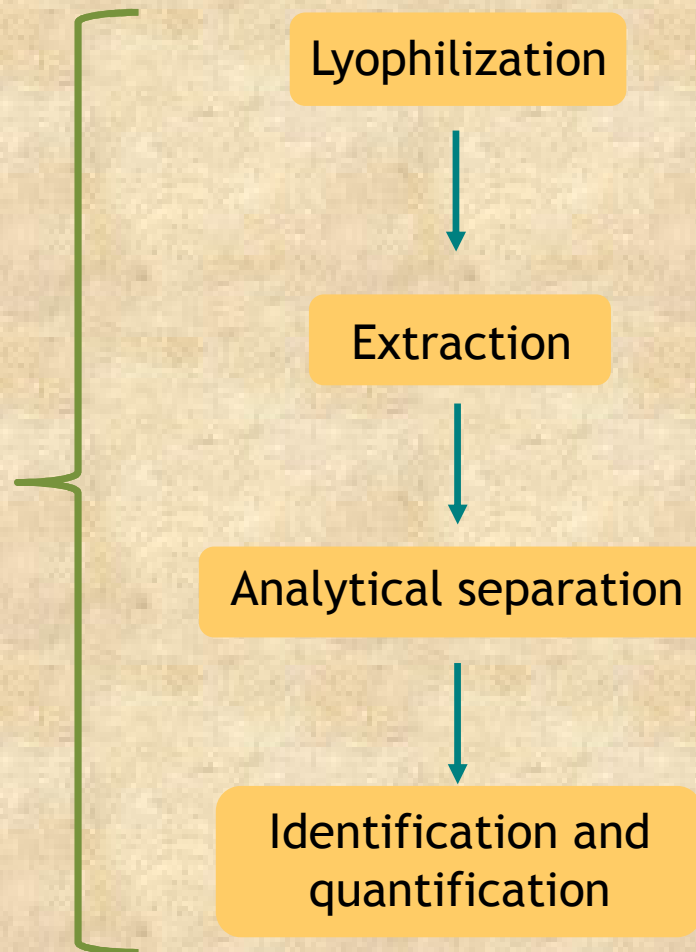 Lyophilization
Extraction
Analytical separation
Identification and
quantification